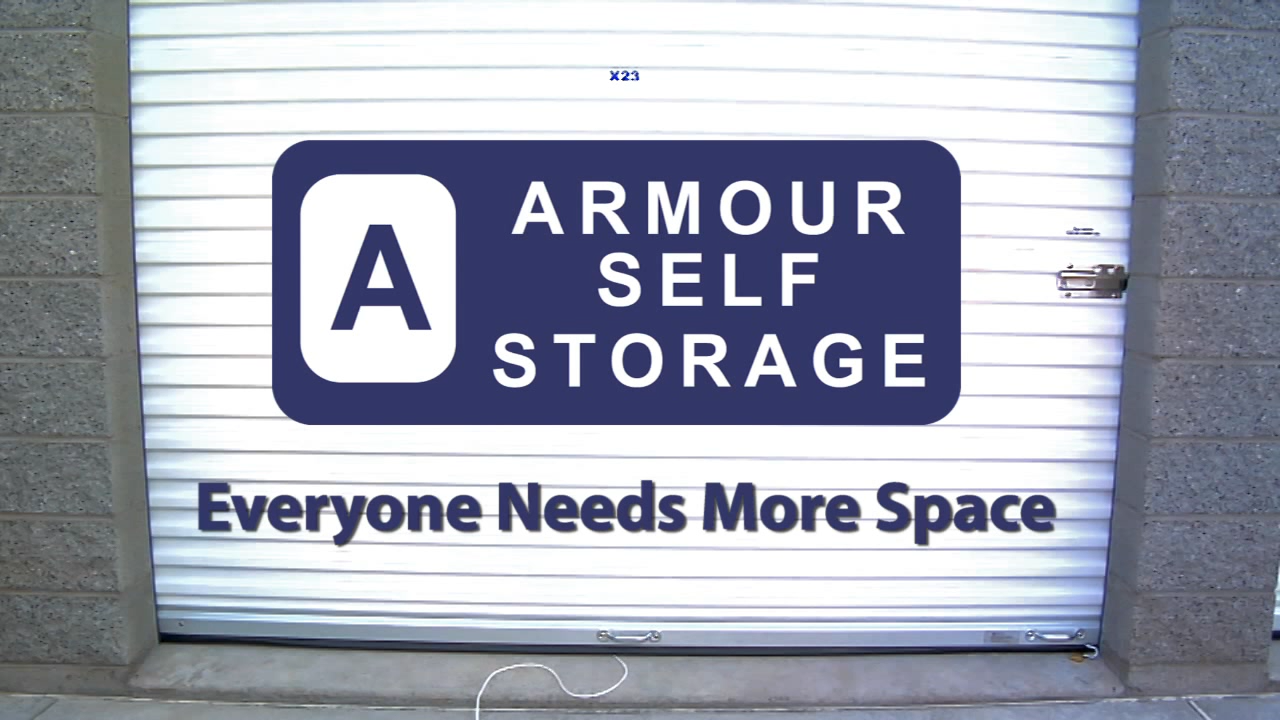 X23
A
ARMOUR
SELF
STORAGE
Everyone Needs More Space